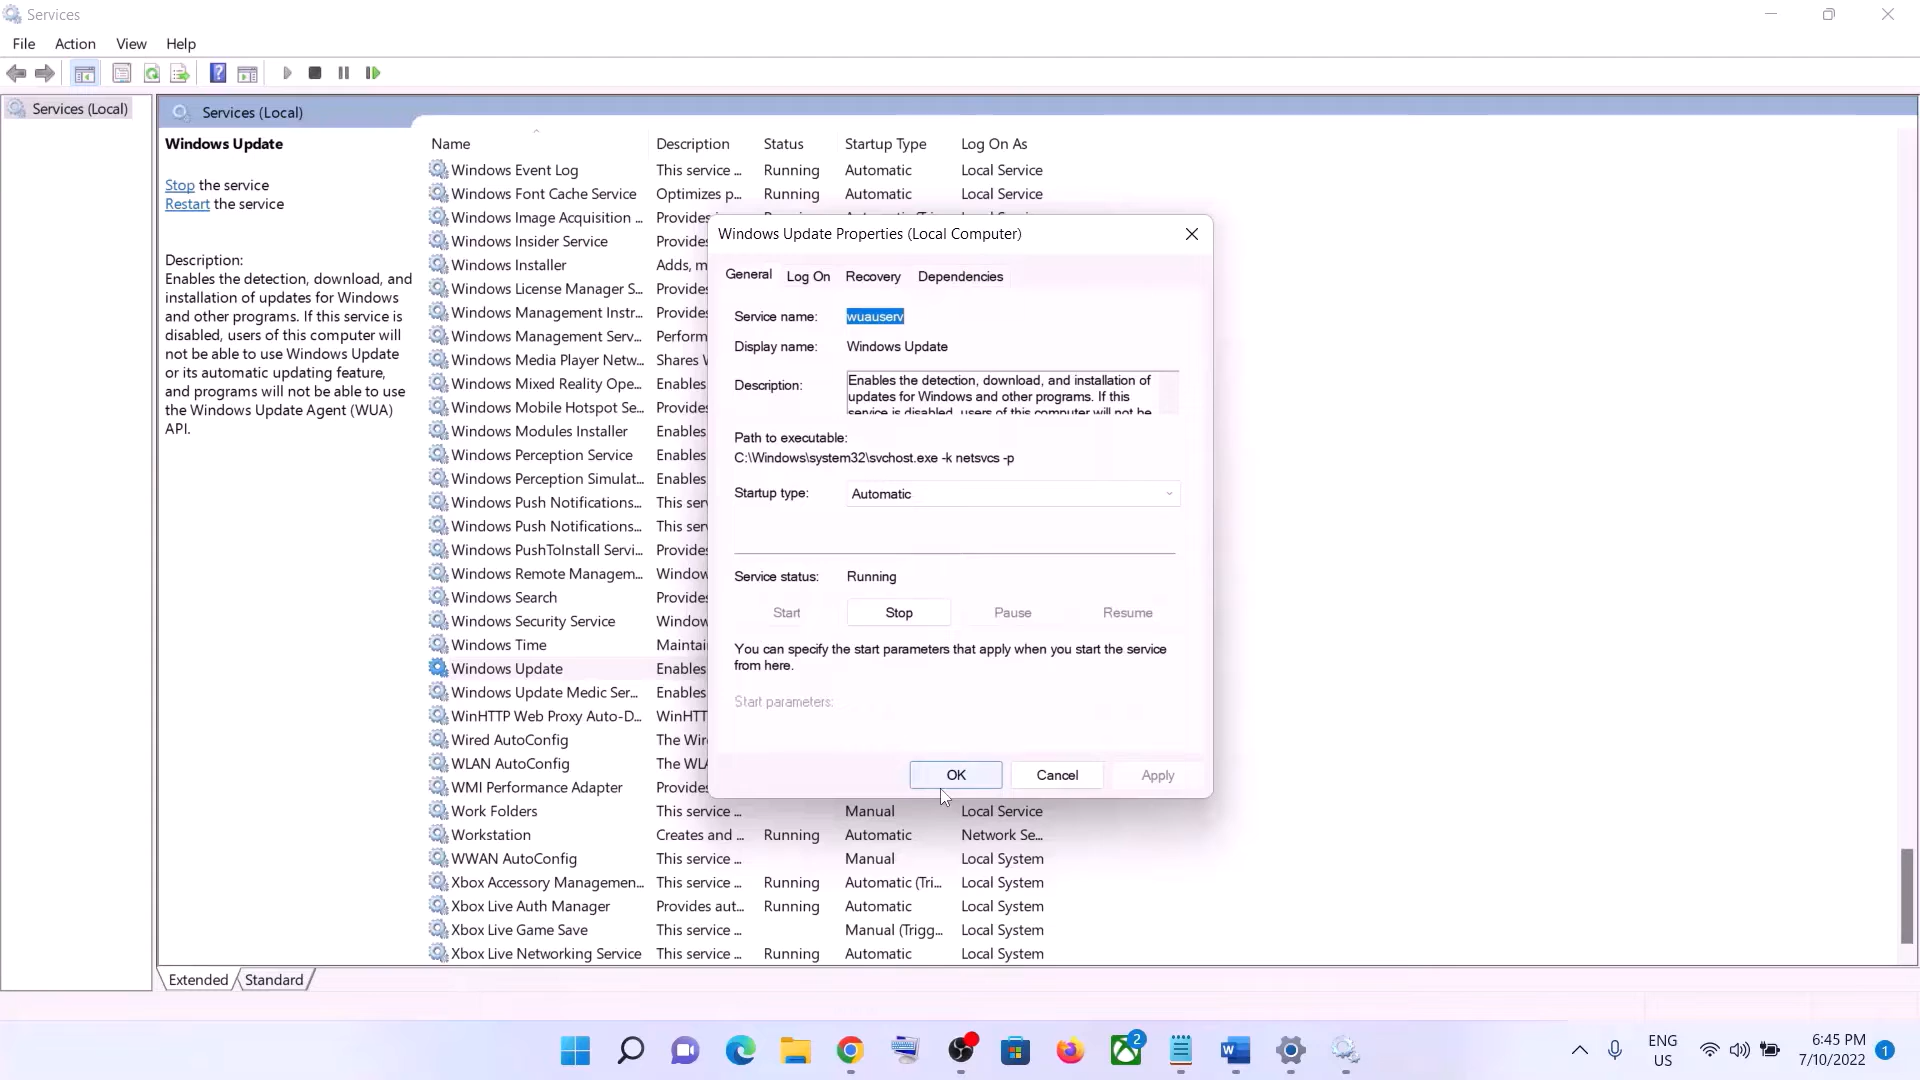 Services
File Action View Help
Services (Local)
Services (Local)
Windows Update
Stop the service
Restart the service
Description:
Enables the detection, download, and
installation of updates for Windows
and other programs. If this service is
disabled, users of this computer will
not be able to use Windows Update
or its automatic updating feature,
and programs will not be able to use
the Windows Update Agent (WUA)
API.
Name Description Status Startup Type Log On As
Windows Event Log This service ... Running Automatic Local Service
Windows Font Cache Service Optimizes p... Running Automatic Local Service
Windows Image Acquisition ... Provides
Windows Insider Service Provides
Windows Installer Adds, m
Windows License Manager S... Provides
Windows Management Instr... Provides
Windows Management Serv... Perform
Windows Media Player Netw... Shares W
Windows Mixed Reality Ope... Enables
Windows Mobile Hotspot Se... Provides
Windows Modules Installer Enables
Windows Perception Service Enables
Windows Perception Simulat... Enables
Windows Push Notifications... This serv
Windows Push Notifications... This serv
Windows PushToInstall Servi... Provides
Windows Remote Managem... Window
Windows Search Provides
Windows Security Service Window
Windows Time Maintai
Windows Update Enables
Windows Update Medic Ser... Enables
WinHTTP Web Proxy Auto-D... WinHTT
Wired AutoConfig The Wir
WLAN AutoConfig The WLA
WMI Performance Adapter Provides
Work Folders This service ... Manual Local Service
Workstation Creates and ... Running Automatic Network Se...
WWAN AutoConfig This service ... Manual Local System
Xbox Accessory Managemen... This service ... Running Automatic (Tri... Local System
Xbox Live Auth Manager Provides aut... Running Automatic Local System
Xbox Live Game Save This service ... Manual (Trigg... Local System
Xbox Live Networking Service This service ... Running Automatic Local System
Windows Update Properties (Local Computer)
General Log On Recovery Dependencies
Service name: wuauserv
Display name: Windows Update
Description: Enables the detection, download, and installation of
updates for Windows and other programs. If this
service is disabled, users of this computer will not be
Path to executable:
C:\Windows\system32\svchost.exe -k netsvcs -p
Startup type: Automatic
Service status: Running
Start Stop Pause Resume
You can specify the start parameters that apply when you start the service
from here.
Start parameters:
OK Cancel Apply
Extended Standard
2
W
ENG
US
6:45 PM
7/10/2022
1